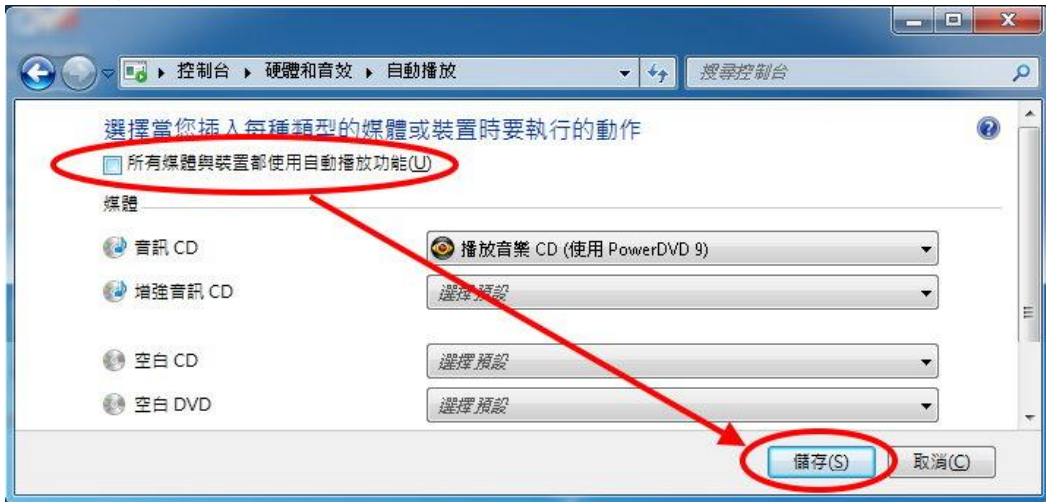 控制台 ▸ 硬體和音效 ▸ 自動播放
搜尋控制台
選擇當您插入每種類型的媒體或裝置時要執行的動作
所有媒體與裝置都使用自動播放功能(U)
媒體
音訊 CD
播放音樂 CD (使用 PowerDVD 9)
增強音訊 CD
選擇預設
空白 CD
選擇預設
空白 DVD
選擇預設
儲存(S)
取消(C)